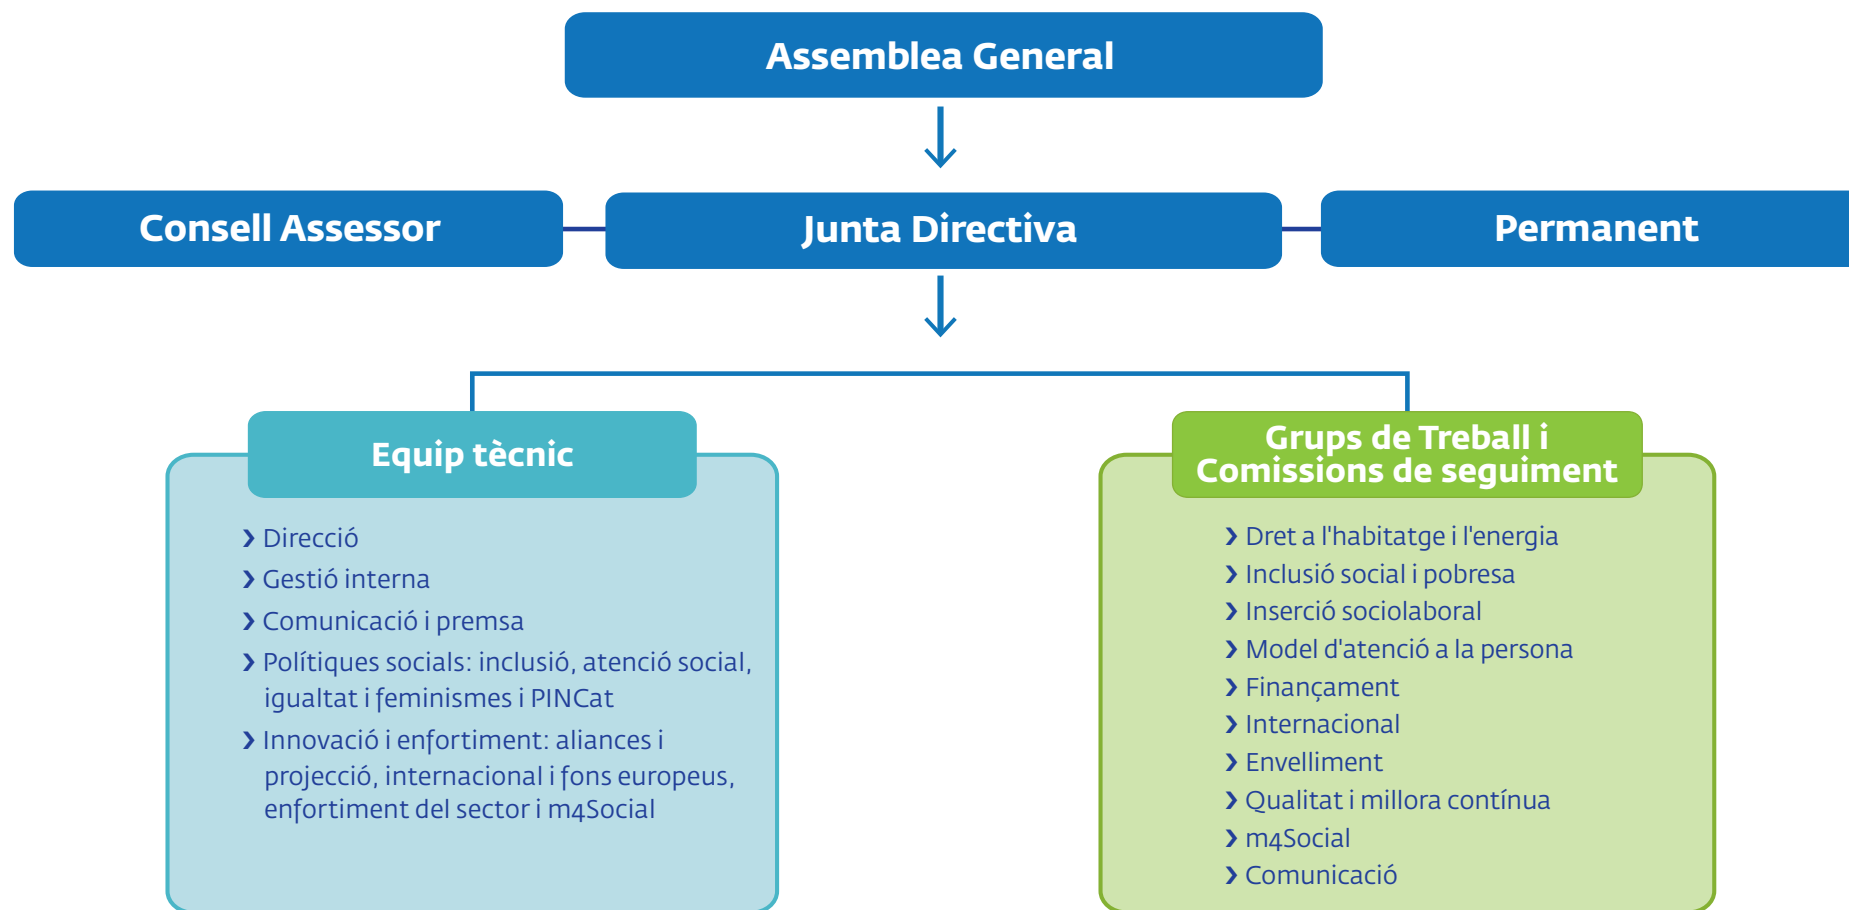 Assemblea General
Consell Assessor
Junta Directiva
Permanent
Equip tècnic
› Direcció
› Gestió interna
› Comunicació i premsa
› Polítiques socials: inclusió, atenció social,
igualtat i feminismes i PINCat
› Innovació i enfortiment: aliances i
projecció, internacional i fons europeus,
enfortiment del sector i m4Social
Grups de Treball i
Comissions de seguiment
› Dret a l'habitatge i l'energia
› Inclusió social i pobresa
› Inserció sociolaboral
› Model d'atenció a la persona
› Finançament
› Internacional
› Envelliment
› Qualitat i millora contínua
› m4Social
› Comunicació